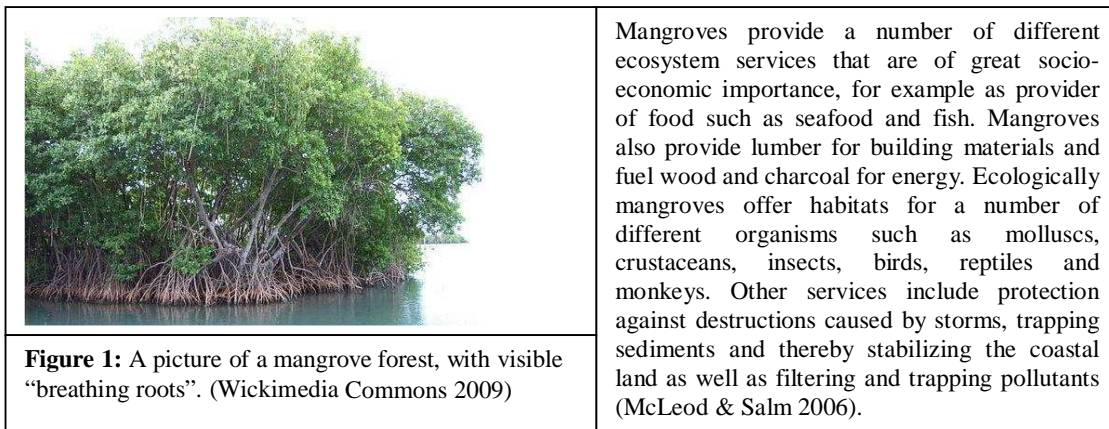 Mangroves provide a number of different
ecosystem services that are of great socio-
economic importance, for example as provider
of food such as seafood and fish. Mangroves
also provide lumber for building materials and
fuel wood and charcoal for energy. Ecologically
mangroves offer habitats for a number of
different organisms such as molluscs,
crustaceans, insects, birds, reptiles and
monkeys. Other services include protection
against destructions caused by storms, trapping
sediments and thereby stabilizing the coastal
land as well as filtering and trapping pollutants
(McLeod & Salm 2006).
Figure 1: A picture of a mangrove forest, with visible
“breathing roots”. (Wickimedia Commons 2009)